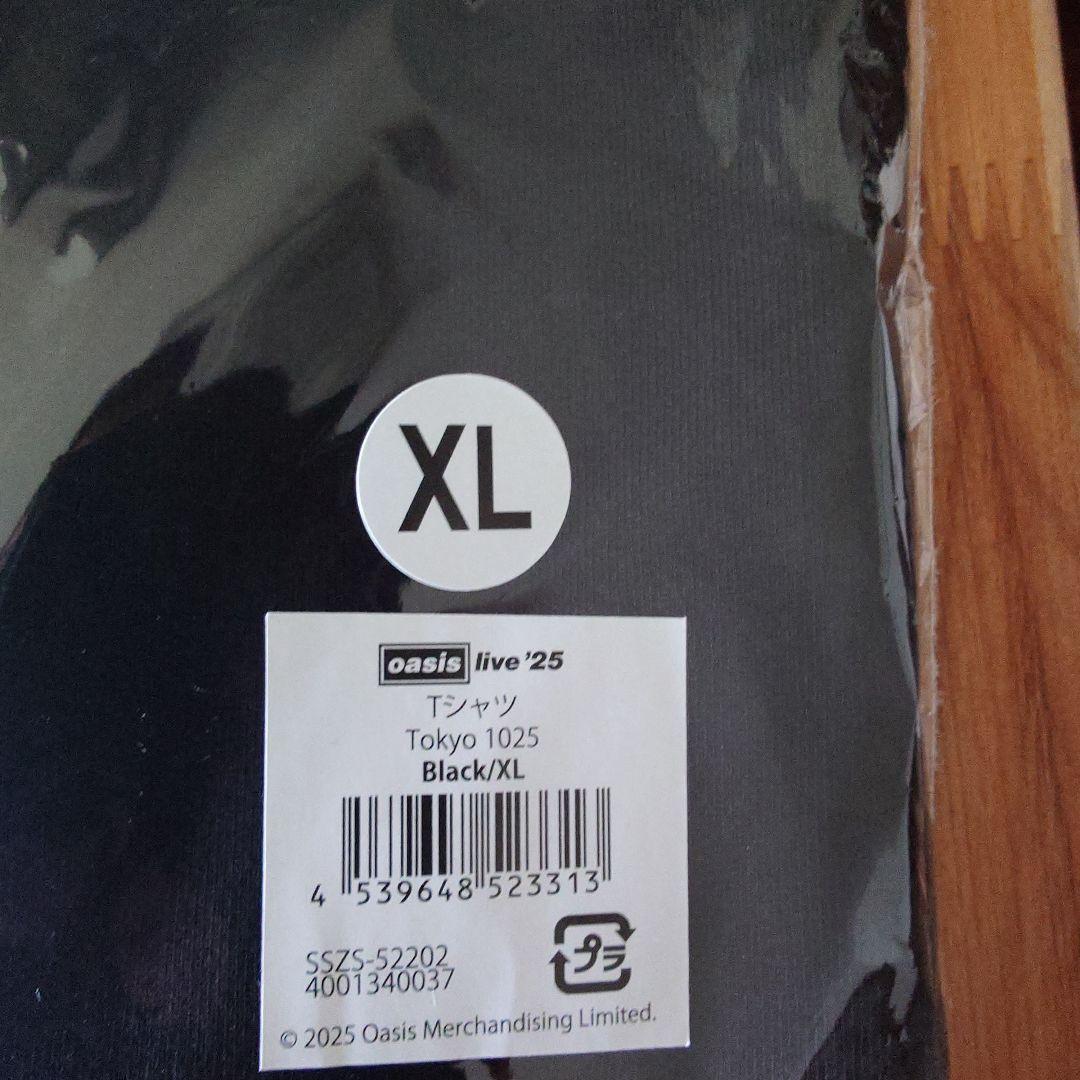 XL
oasis live '25
Tシャツ
Tokyo 1025
Black/XL
4 539648 523313
SSZS-52202
4001340037
プラ
© 2025 Oasis Merchandising Limited.